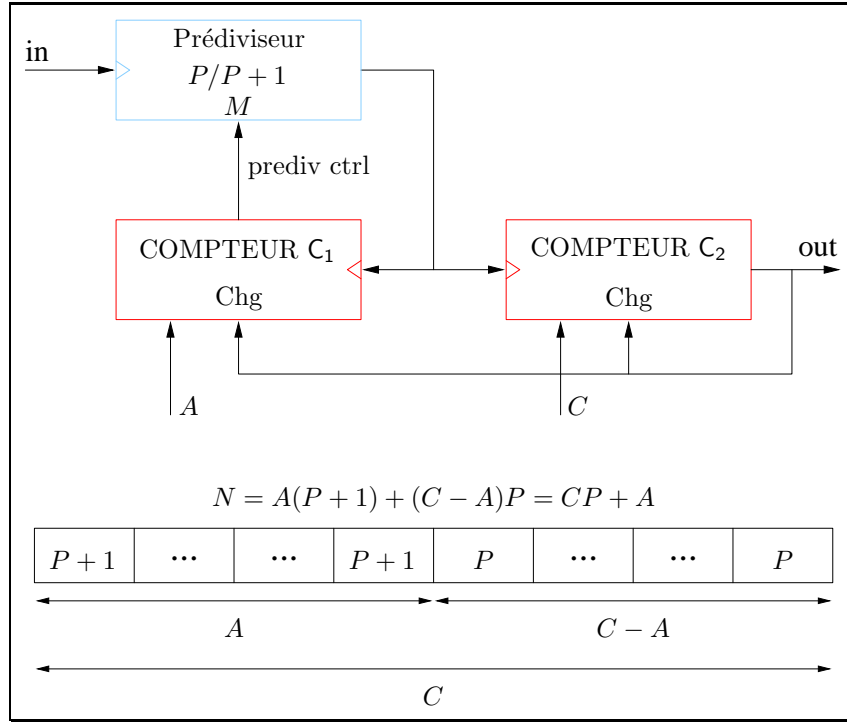 in
Prédiviseur
P/P + 1
M
prediv ctrl
COMPTEUR C₁
Chg
COMPTEUR C₂
Chg
out
A
C
N = A(P + 1) + (C − A)P = CP + A
P + 1 ... ... P + 1 P ... ... P
A
C − A
C